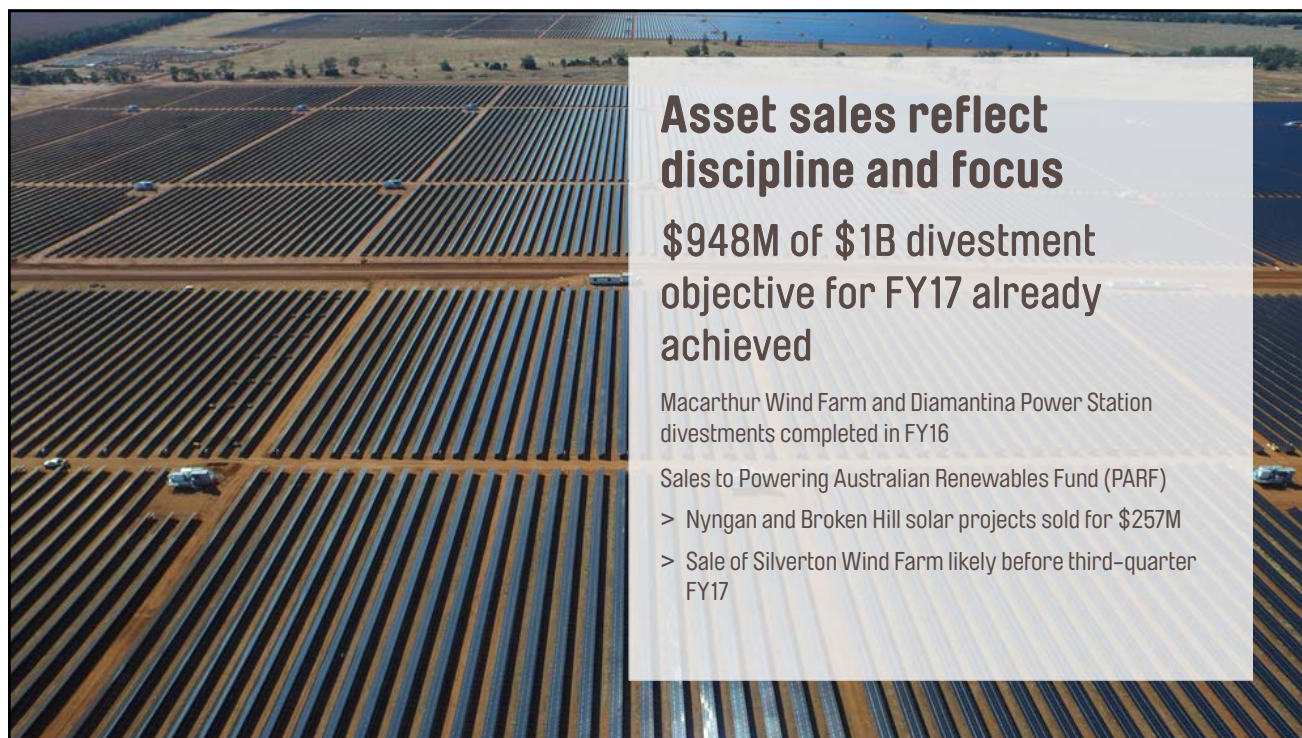 Asset sales reflect
discipline and focus
$948M of $1B divestment
objective for FY17 already
achieved
Macarthur Wind Farm and Diamantina Power Station
divestments completed in FY16
Sales to Powering Australian Renewables Fund (PARF)
> Nyngan and Broken Hill solar projects sold for $257M
> Sale of Silverton Wind Farm likely before third-quarter
FY17